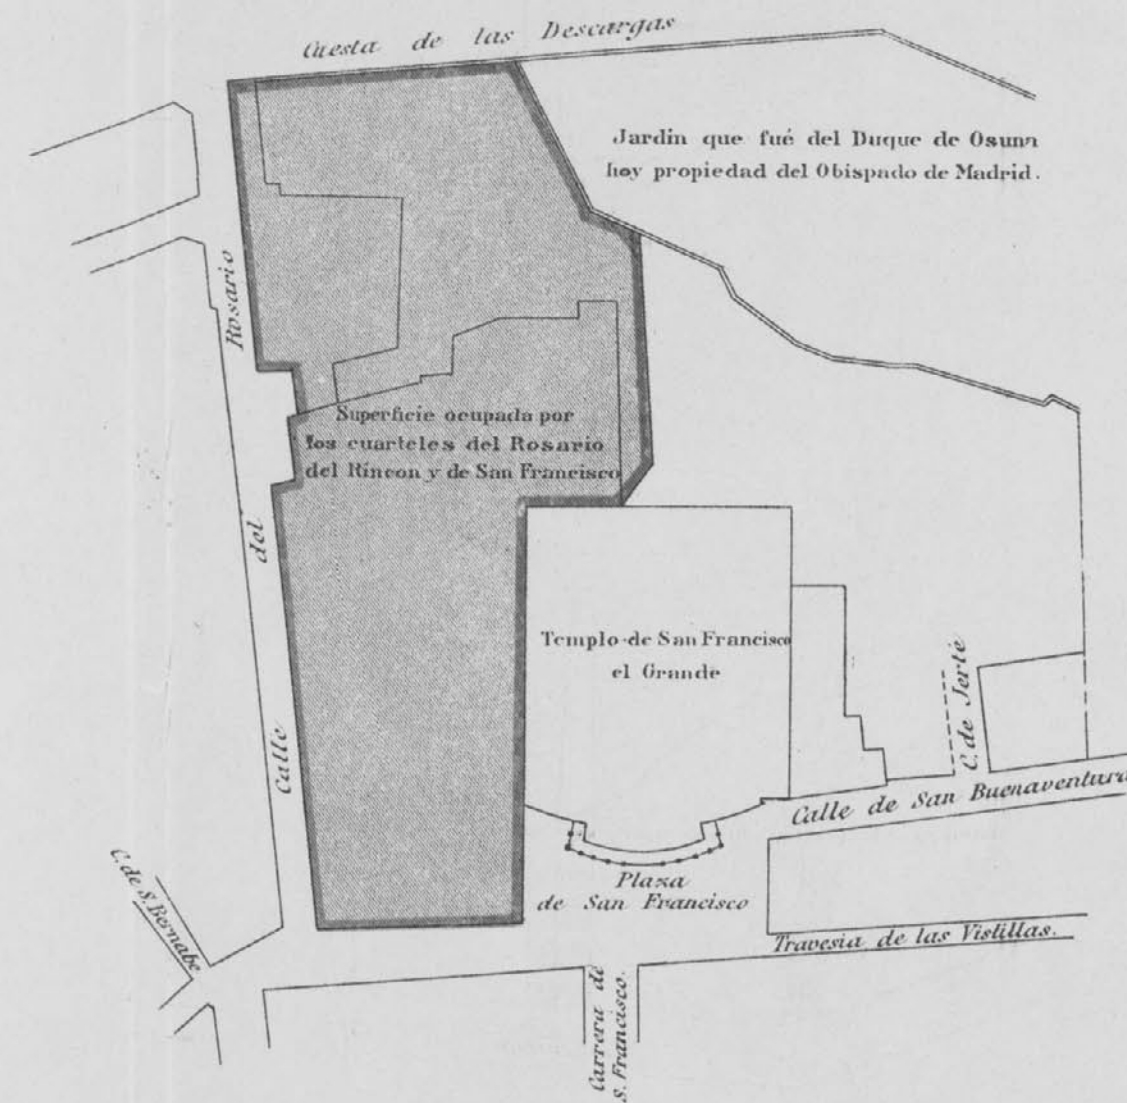 Cuesta de las Descargas
Jardin que fué del Duque de Osuna
hoy propiedad del Obispado de Madrid.
Superficie ocupada por
los cuarteles del Rosario
del Rincon y de San Francisco
Calle del Rosario
Templo de San Francisco
el Grande
C. de Jerté
Calle de San Buenaventura
Plaza
de San Francisco
Travesia de las Vistillas.
C. de S. Bernabe
Carrera de
S. Francisco.